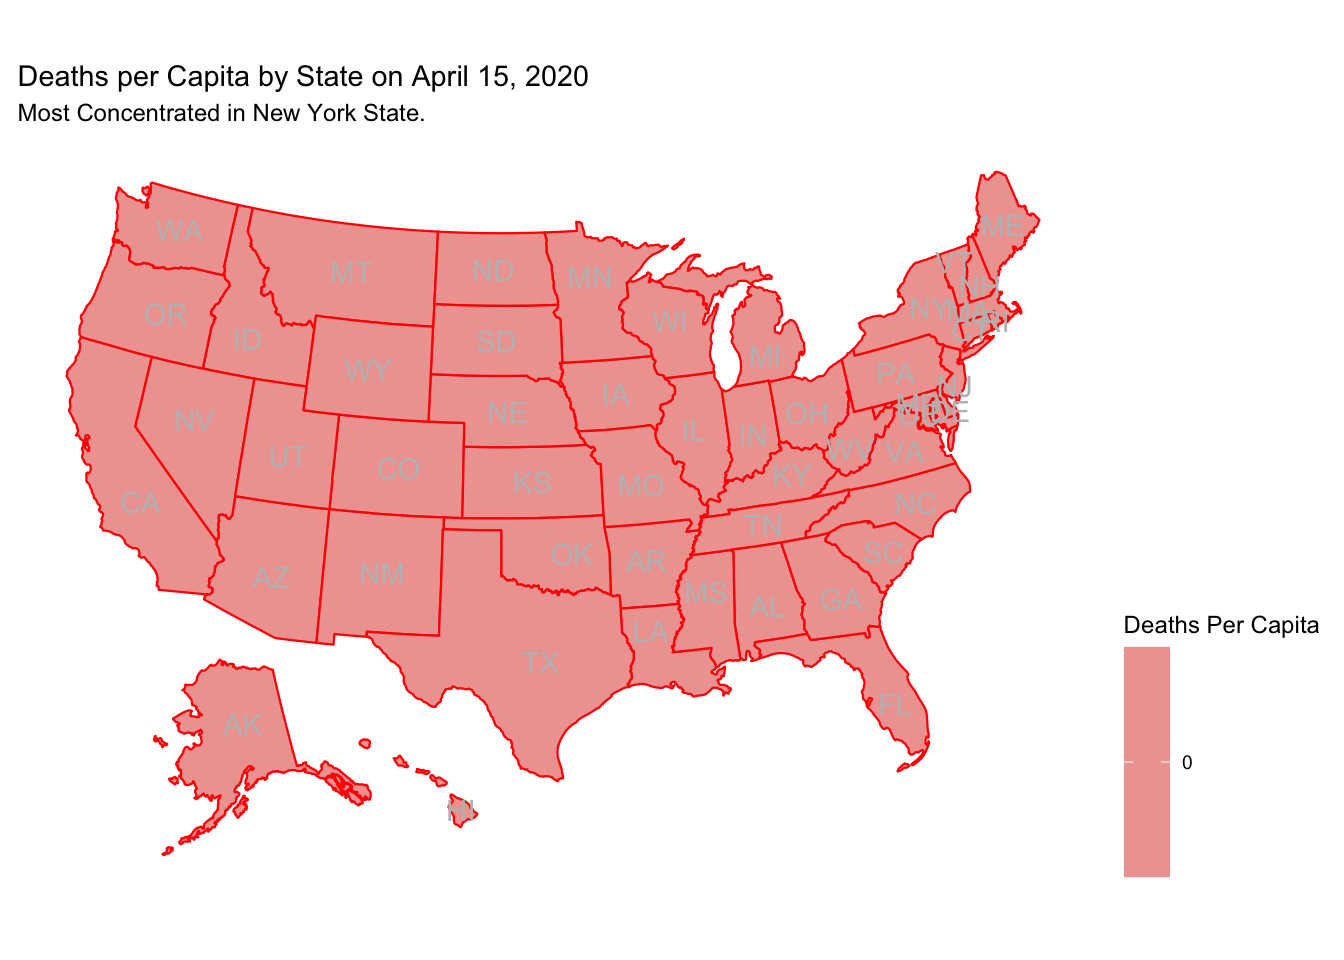 Deaths per Capita by State on April 15, 2020
Most Concentrated in New York State.
WA
MT
ND
MN
ME
VT
NH
OR
ID
SD
WI
NY
MA
RI
CT
WY
MI
PA
NJ
IA
NE
OH
MD
DE
DC
NV
IL
IN
WV
VA
UT
CO
KS
MO
KY
CA
NC
TN
AZ
NM
OK
AR
SC
MS
AL
GA
LA
TX
FL
AK
HI
Deaths Per Capita
0